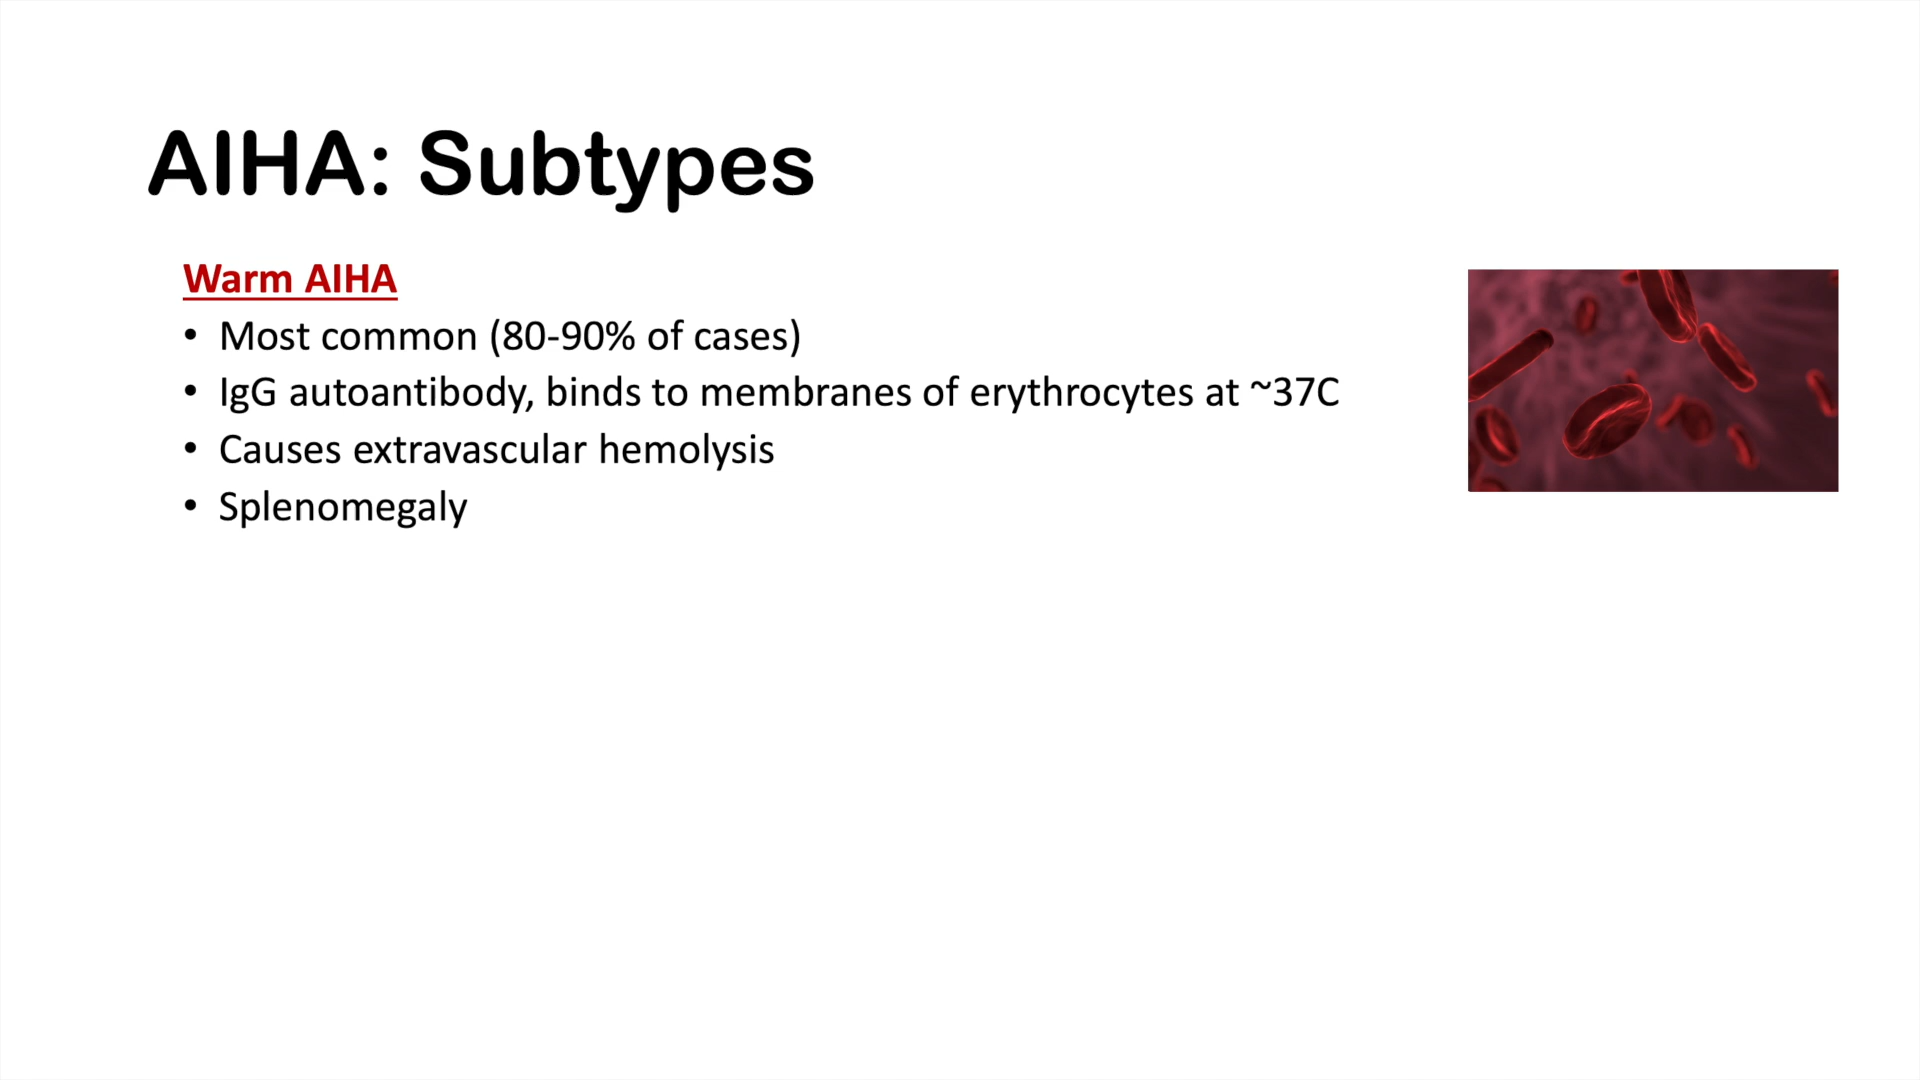 AIHA: Subtypes
Warm AIHA
• Most common (80-90% of cases)
• IgG autoantibody, binds to membranes of erythrocytes at ~37C
• Causes extravascular hemolysis
• Splenomegaly